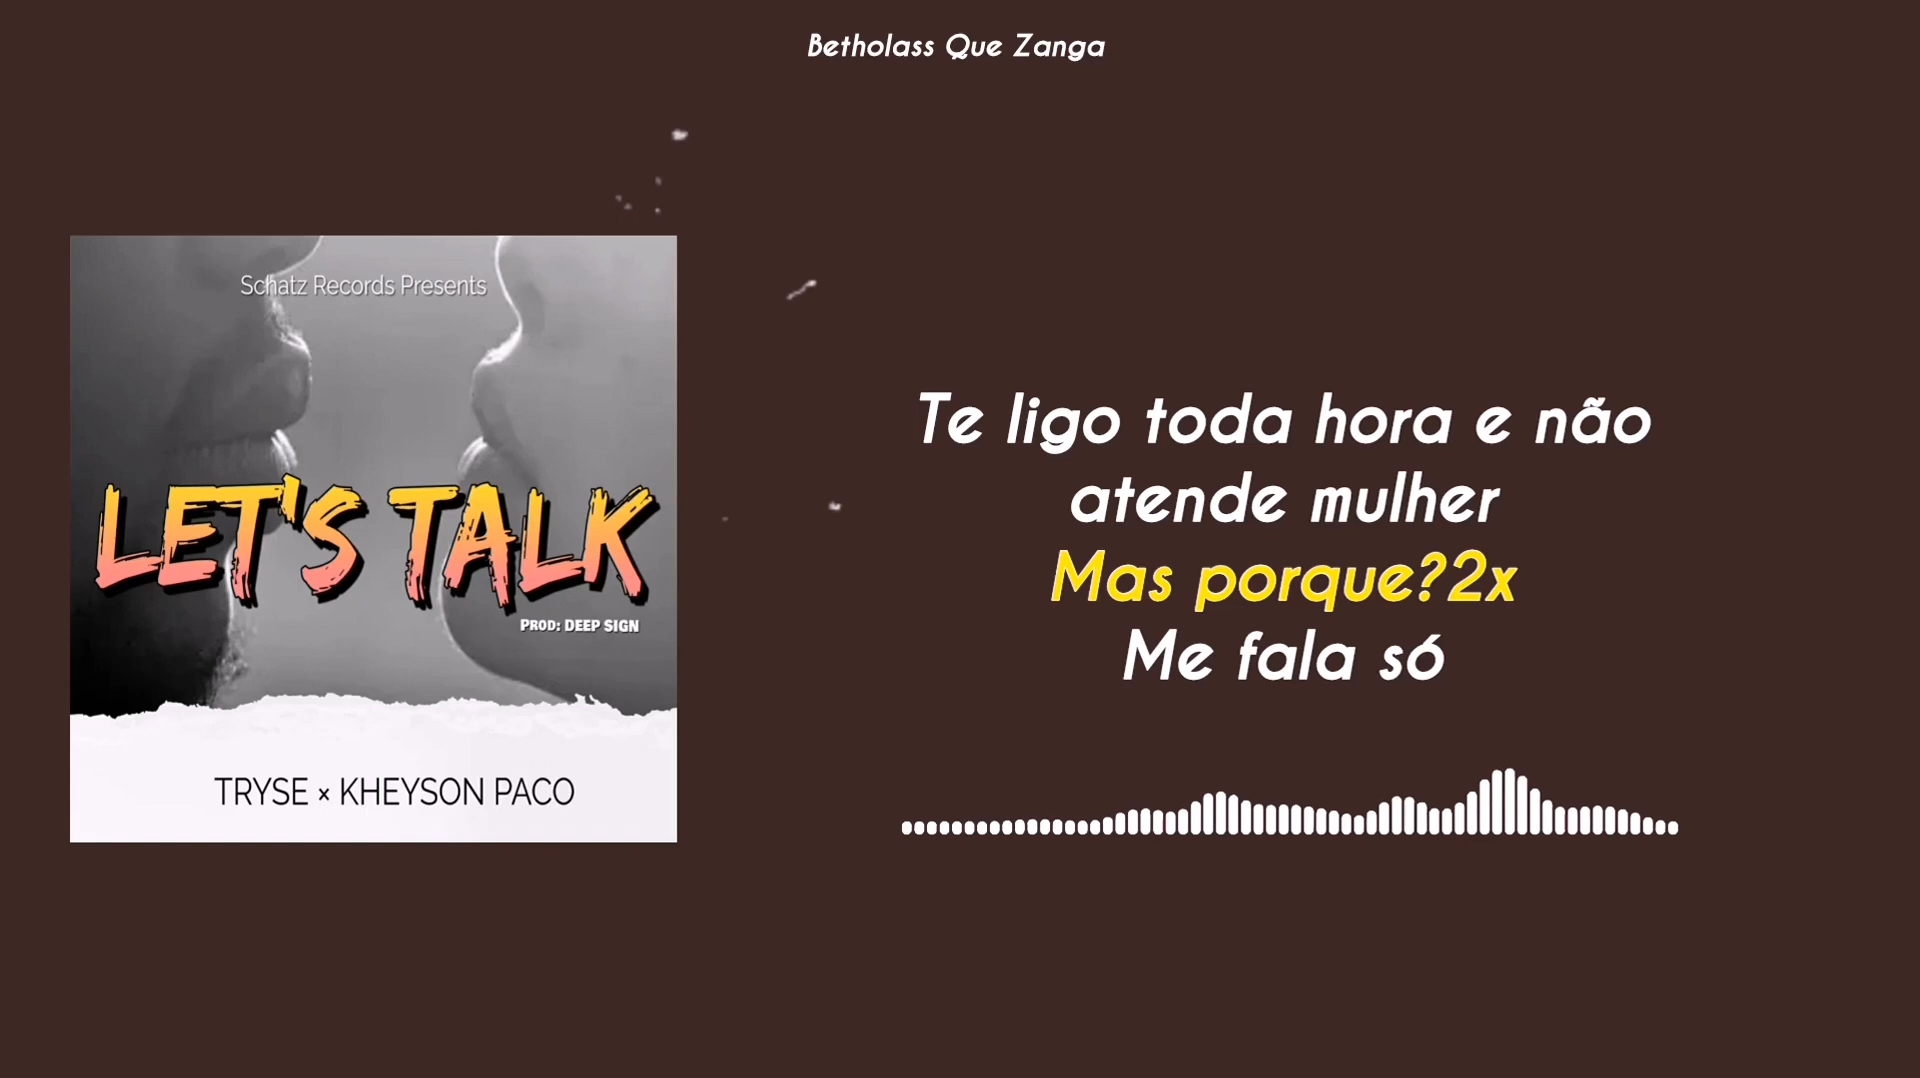 Betholass Que Zanga
Schatz Records Presents
LET'S TALK
PROD: DEEP SIGN
TRYSE × KHEYSON PACO
Te ligo toda hora e não
atende mulher
Mas porque?2x
Me fala só